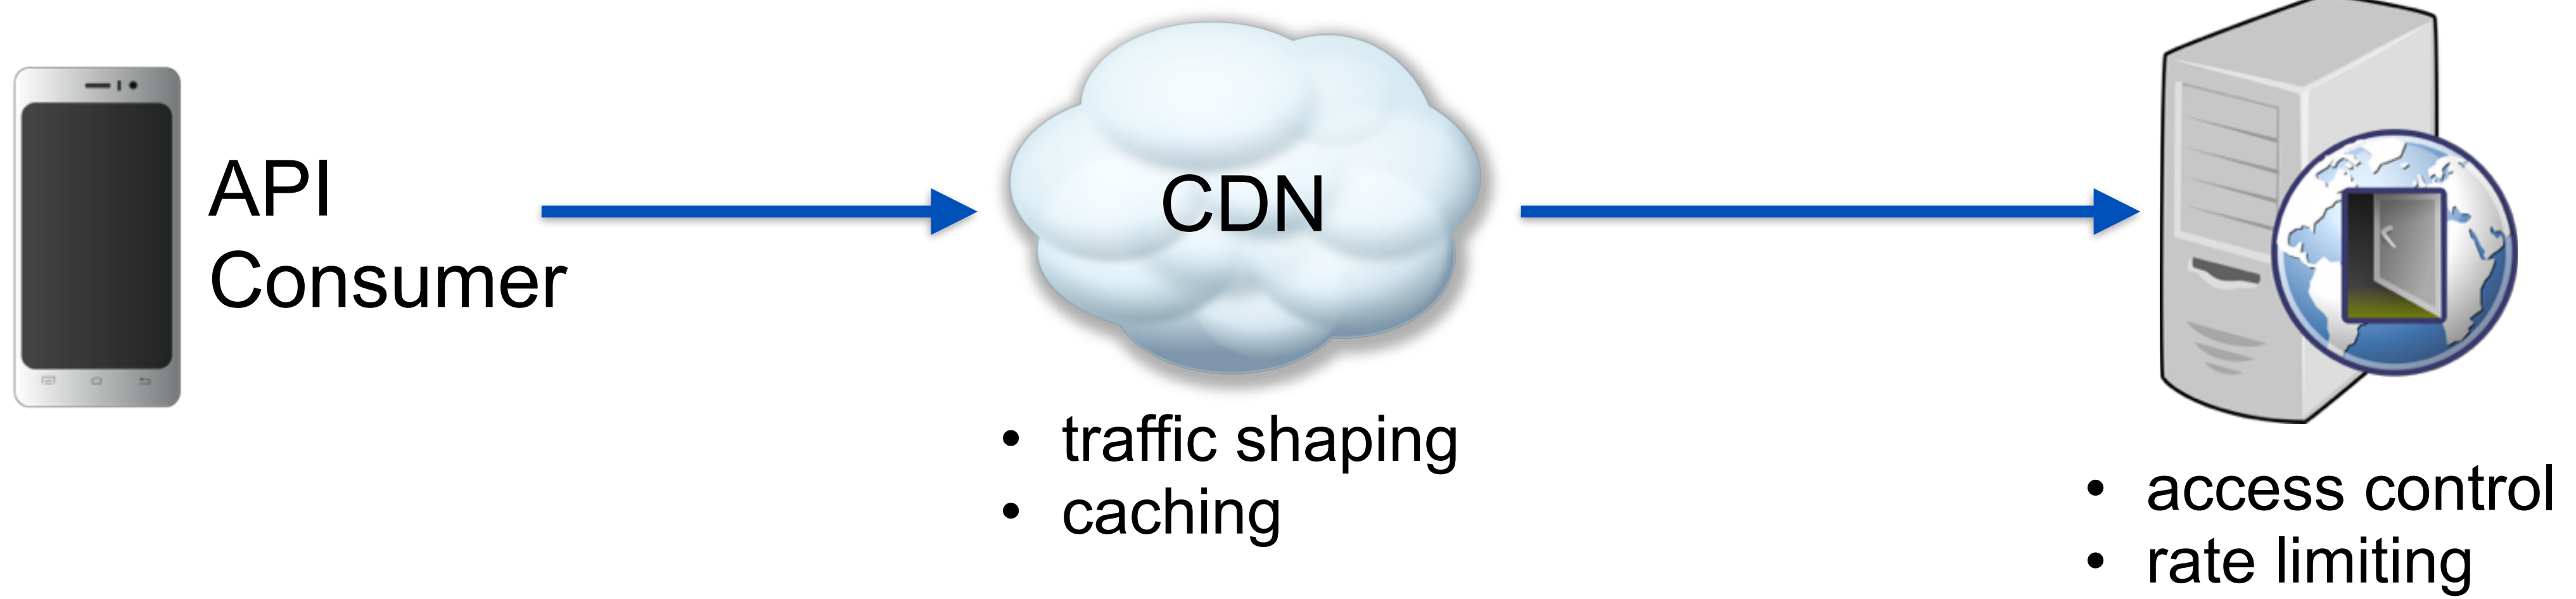 API
Consumer
CDN
• traffic shaping
• caching
• access control
• rate limiting